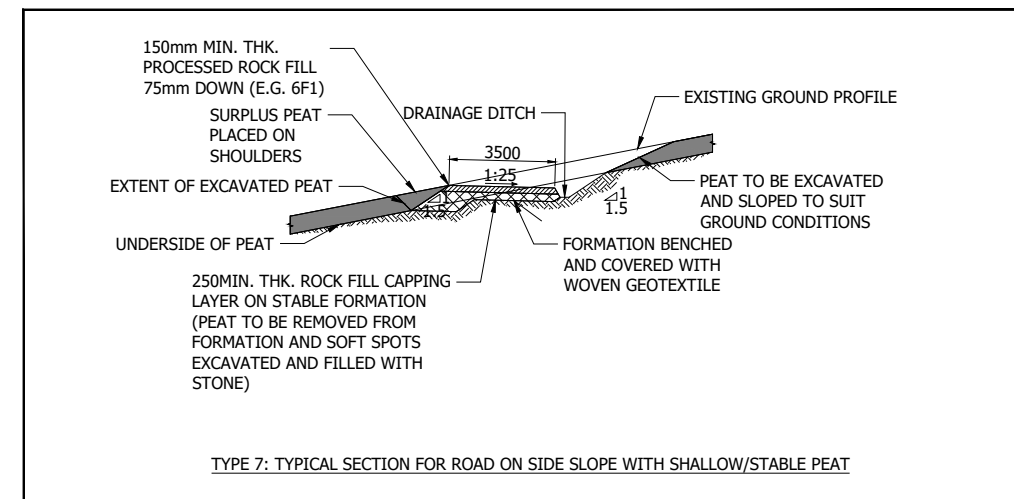 150mm MIN. THK.
PROCESSED ROCK FILL
75mm DOWN (E.G. 6F1)
SURPLUS PEAT
PLACED ON
SHOULDERS
EXTENT OF EXCAVATED PEAT
UNDERSIDE OF PEAT
DRAINAGE DITCH
3500
1:25
1
1.5
1
1.5
EXISTING GROUND PROFILE
PEAT TO BE EXCAVATED
AND SLOPED TO SUIT
GROUND CONDITIONS
FORMATION BENCHED
AND COVERED WITH
WOVEN GEOTEXTILE
250MIN. THK. ROCK FILL CAPPING
LAYER ON STABLE FORMATION
(PEAT TO BE REMOVED FROM
FORMATION AND SOFT SPOTS
EXCAVATED AND FILLED WITH
STONE)
TYPE 7: TYPICAL SECTION FOR ROAD ON SIDE SLOPE WITH SHALLOW/STABLE PEAT